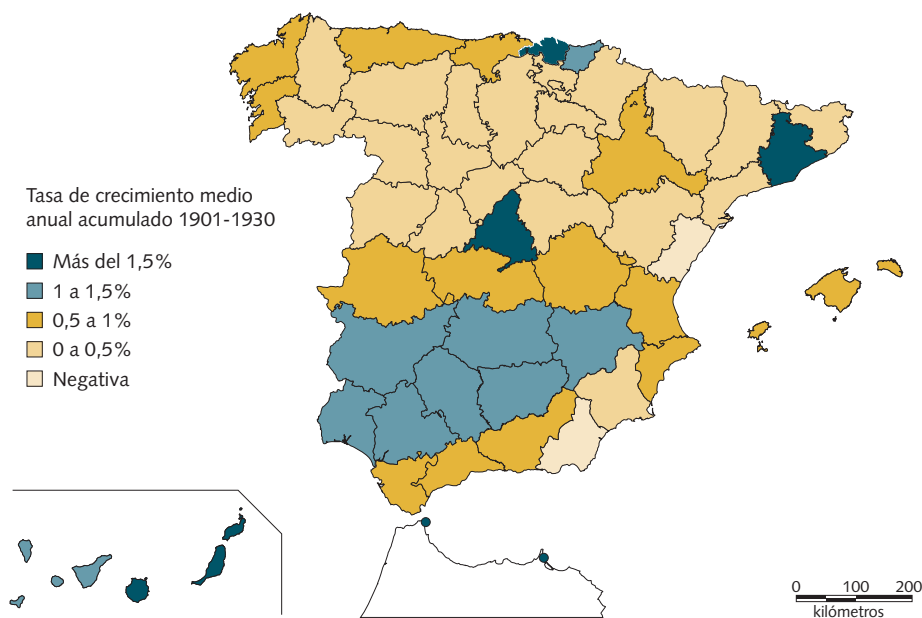 Tasa de crecimiento medio
anual acumulado 1901-1930
Más del 1,5%
1 a 1,5%
0,5 a 1%
0 a 0,5%
Negativa
0 100 200
kilómetros